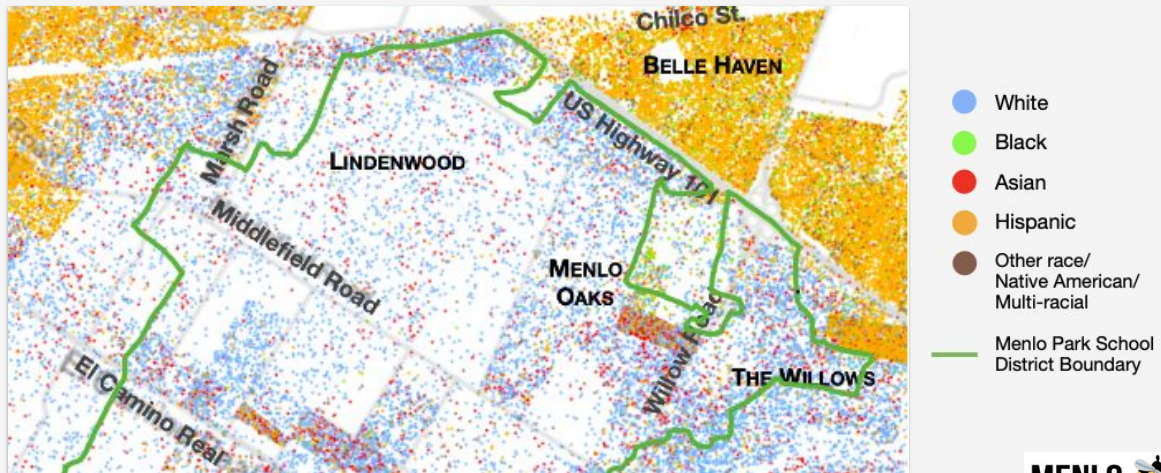 Chilco St.
BELLE HAVEN
Marsh Road
US Highway 101
LINDENWOOD
Middlefield Road
MENLO
OAKS
Willow Road
THE WILLOWS
El Camino Real
White
Black
Asian
Hispanic
Other race/
Native American/
Multi-racial
Menlo Park School
District Boundary
MENLO